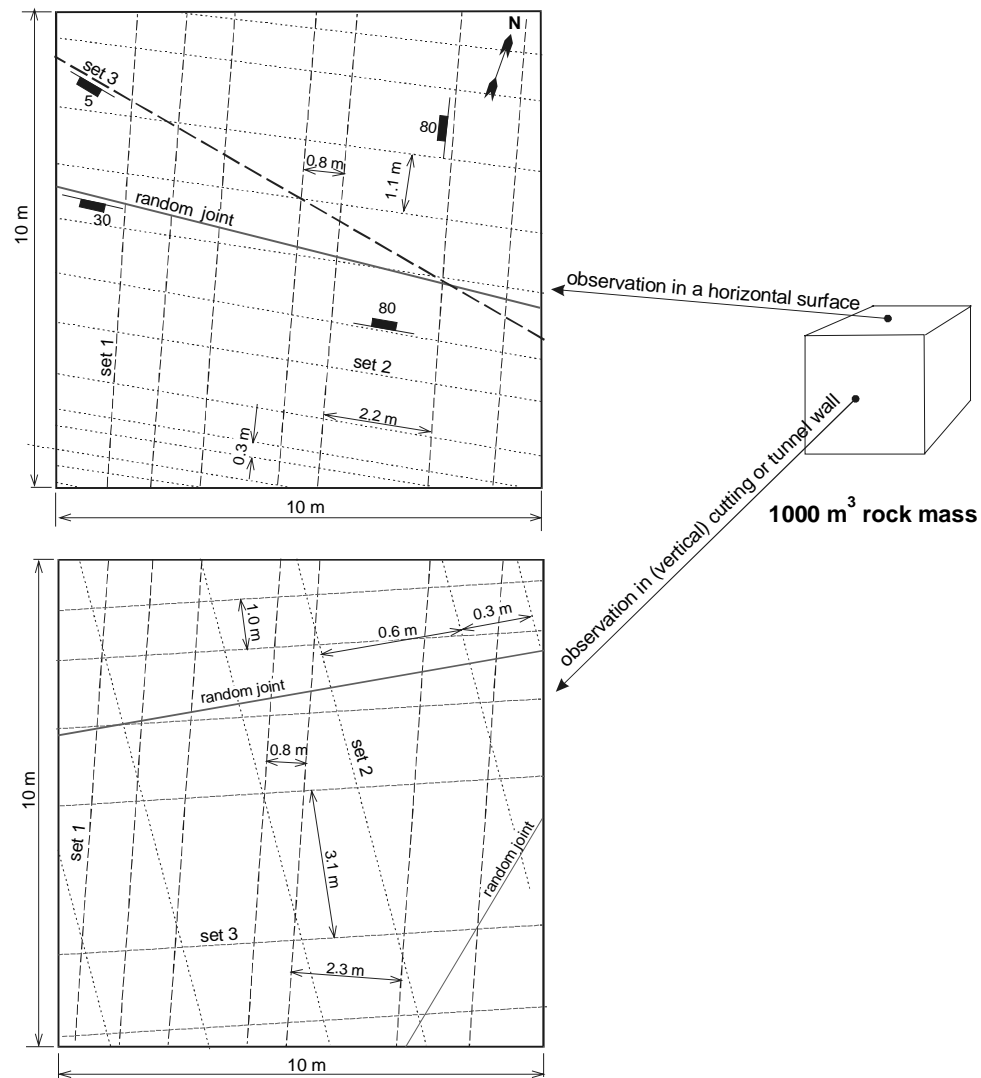 N
set 3
5
80
0.8 m
1.1 m
random joint
30
10 m
80
set 1
set 2
2.2 m
0.3 m
10 m
observation in a horizontal surface
observation in (vertical) cutting or tunnel wall
1000 m³ rock mass
1.0 m
0.3 m
0.6 m
random joint
0.8 m
set 2
10 m
set 1
3.1 m
random joint
set 3
2.3 m
10 m